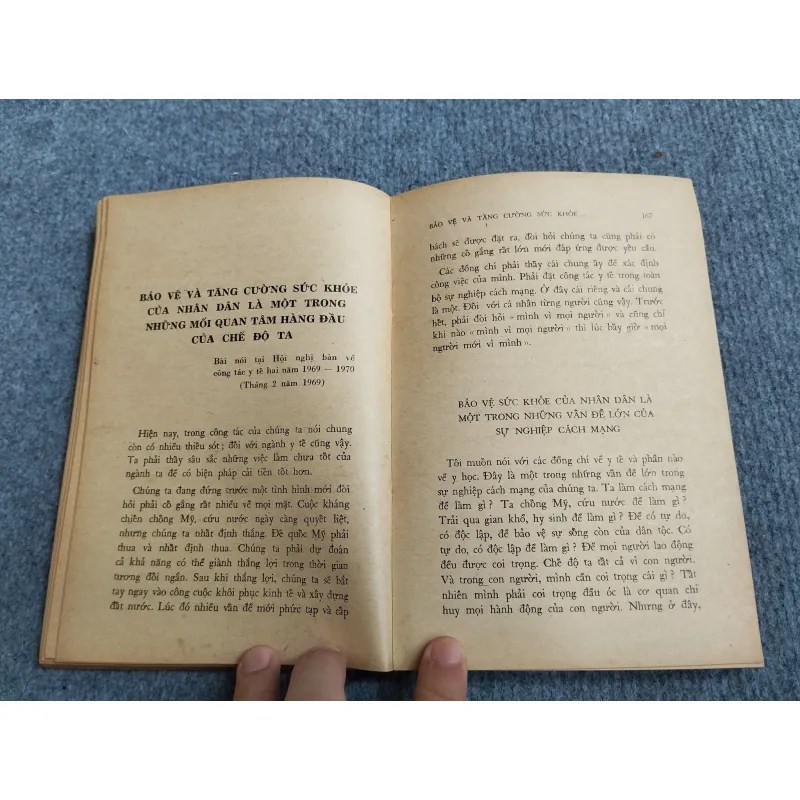 BẢO VỆ VÀ TĂNG CƯỜNG SỨC KHỎE
CỦA NHÂN DÂN LÀ MỘT TRONG
NHỮNG MỐI QUAN TÂM HÀNG ĐẦU
CỦA CHẾ ĐỘ TA
Bài nói tại Hội nghị bàn về
công tác y tế hai năm 1969 — 1970
(Tháng 2 năm 1969)
Hiện nay, trong công tác của chúng ta nói chung
còn có nhiều thiếu sót ; đối với ngành y tế cũng vậy.
Ta phải thấy sâu sắc những việc làm chưa tốt của
ngành ta để có biện pháp cải tiến tốt hơn.
Chúng ta đang đứng trước một tình hình mới đòi
hỏi phải cố gắng rất nhiều về mọi mặt. Cuộc kháng
chiến chống Mỹ, cứu nước ngày càng quyết liệt,
nhưng chúng ta nhất định thắng. Đế quốc Mỹ phải
thua và nhất định thua. Chúng ta phải dự đoán
cả khả năng có thể giành thắng lợi trong thời gian
tương đối ngắn. Sau khi thắng lợi, chúng ta sẽ bắt
tay ngay vào công cuộc khôi phục kinh tế và xây dựng
đất nước. Lúc đó nhiều vấn đề mới phức tạp và cấp
BẢO VỆ VÀ TĂNG CƯỜNG SỨC KHỎE... 167
bách sẽ được đặt ra, đòi hỏi chúng ta cũng phải có
những cố gắng rất lớn mới đáp ứng được yêu cầu.
Các đồng chí phải thấy cái chung ấy để xác định
công việc của mình. Phải đặt công tác y tế trong toàn
bộ sự nghiệp cách mạng. Ở đây cái riêng và cái chung
là một. Đối với cá nhân từng người cũng vậy. Trước
hết, phải đòi hỏi « mình vì mọi người » và cũng chỉ
khi nào « mình vì mọi người » thì lúc bấy giờ « mọi
người mới vì mình ».
BẢO VỆ SỨC KHỎE CỦA NHÂN DÂN LÀ
MỘT TRONG NHỮNG VẤN ĐỀ LỚN CỦA
SỰ NGHIỆP CÁCH MẠNG
Tôi muốn nói với các đồng chí về y tế và phần nào
về y học. Đây là một trong những vấn đề lớn trong
sự nghiệp cách mạng của chúng ta. Ta làm cách mạng
để làm gì ? Ta chống Mỹ, cứu nước để làm gì ?
Trải qua gian khổ, hy sinh để làm gì ? Để có tự do,
có độc lập, để bảo vệ sự sống còn của dân tộc. Có
tự do, có độc lập để làm gì ? Để mọi người lao động
đều được coi trọng. Chế độ ta tất cả vì con người.
Và trong con người, mình cần coi trọng cái gì ? Tất
nhiên mình phải coi trọng đầu óc là cơ quan chỉ
huy mọi hành động của con người. Nhưng ở đây,